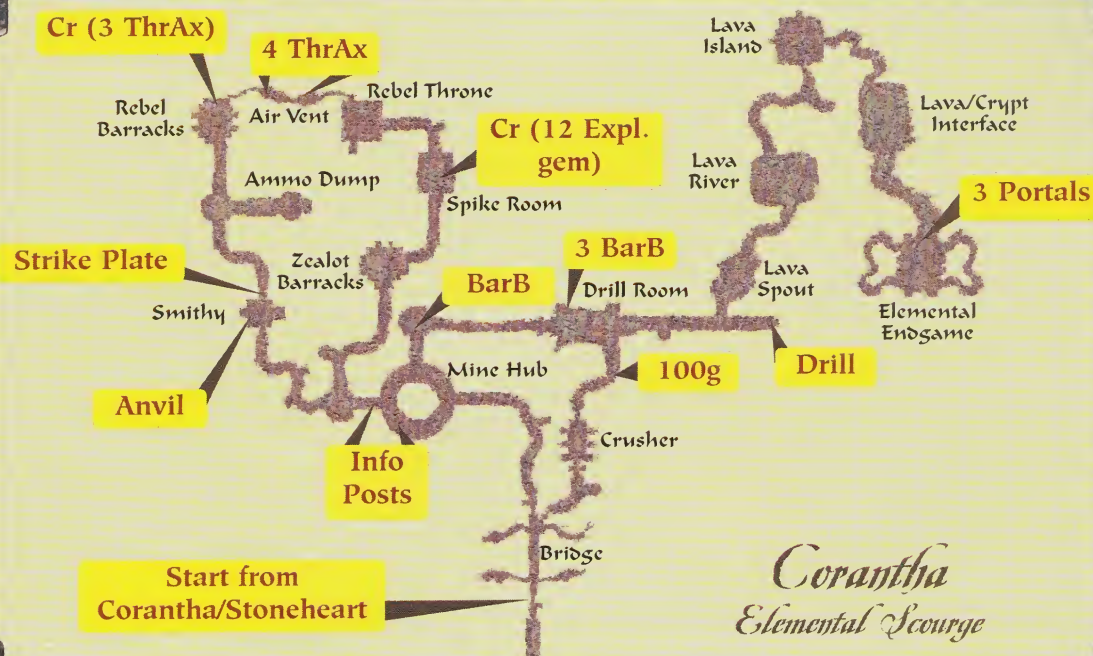 Cr (3 ThrAx)
4 ThrAx
Lava
Island
Rebel
Barracks
Air Vent
Rebel Throne
Lava/Crypt
Interface
Cr (12 Expl.
gem)
Ammo Dump
Lava
River
Spike Room
3 Portals
Strike Plate
Zealot
Barracks
3 BarB
BarB
Drill Room
Lava
Spout
Smithy
Elemental
Endgame
Anvil
Mine Hub
100g
Drill
Info
Posts
Crusher
Bridge
Start from
Corantha/Stoneheart
Corantha
Elemental Scourge